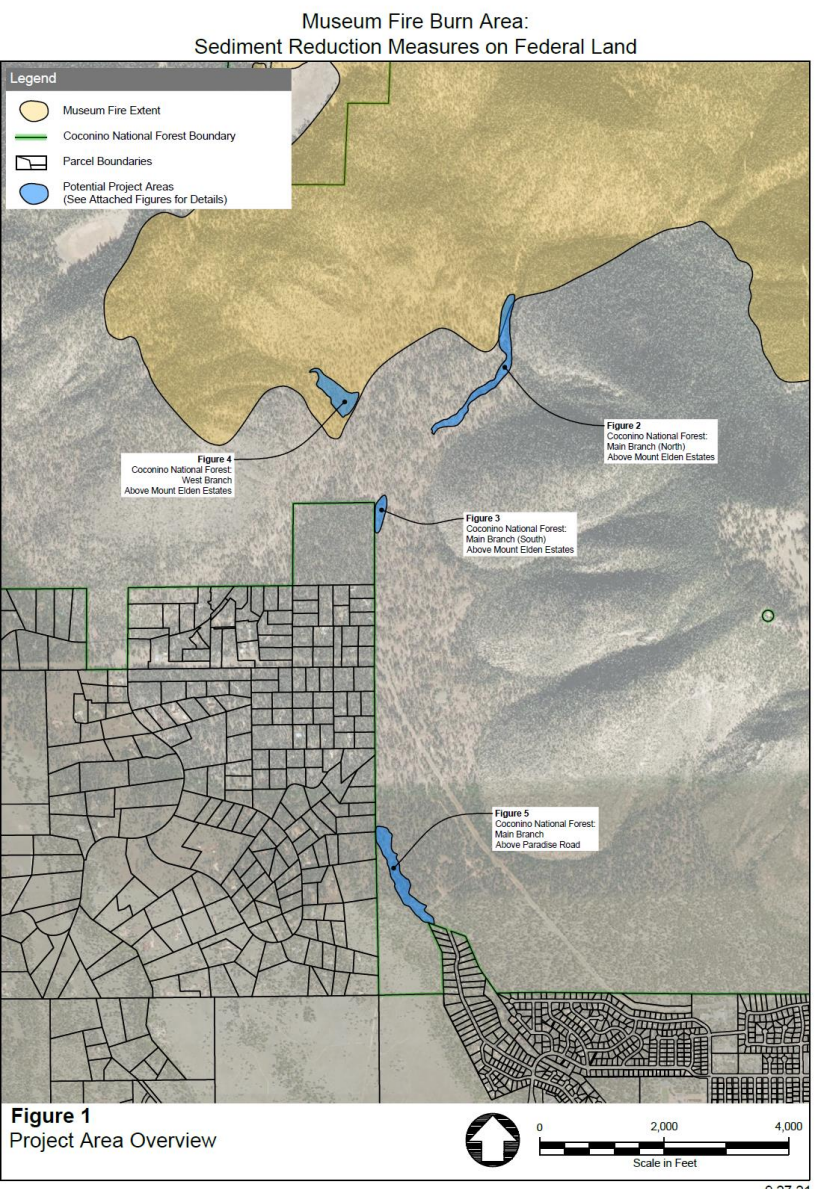 Museum Fire Burn Area:
Sediment Reduction Measures on Federal Land
Legend
Museum Fire Extent
Coconino National Forest Boundary
Parcel Boundaries
Potential Project Areas
(See Attached Figures for Details)
Figure 2
Coconino National Forest:
Main Branch (North)
Above Mount Elden Estates
Figure 4
Coconino National Forest:
West Branch
Above Mount Elden Estates
Figure 3
Coconino National Forest:
Main Branch (South)
Above Mount Elden Estates
Figure 5
Coconino National Forest:
Main Branch
Above Paradise Road
Figure 1
Project Area Overview
0 2,000 4,000
Scale in Feet